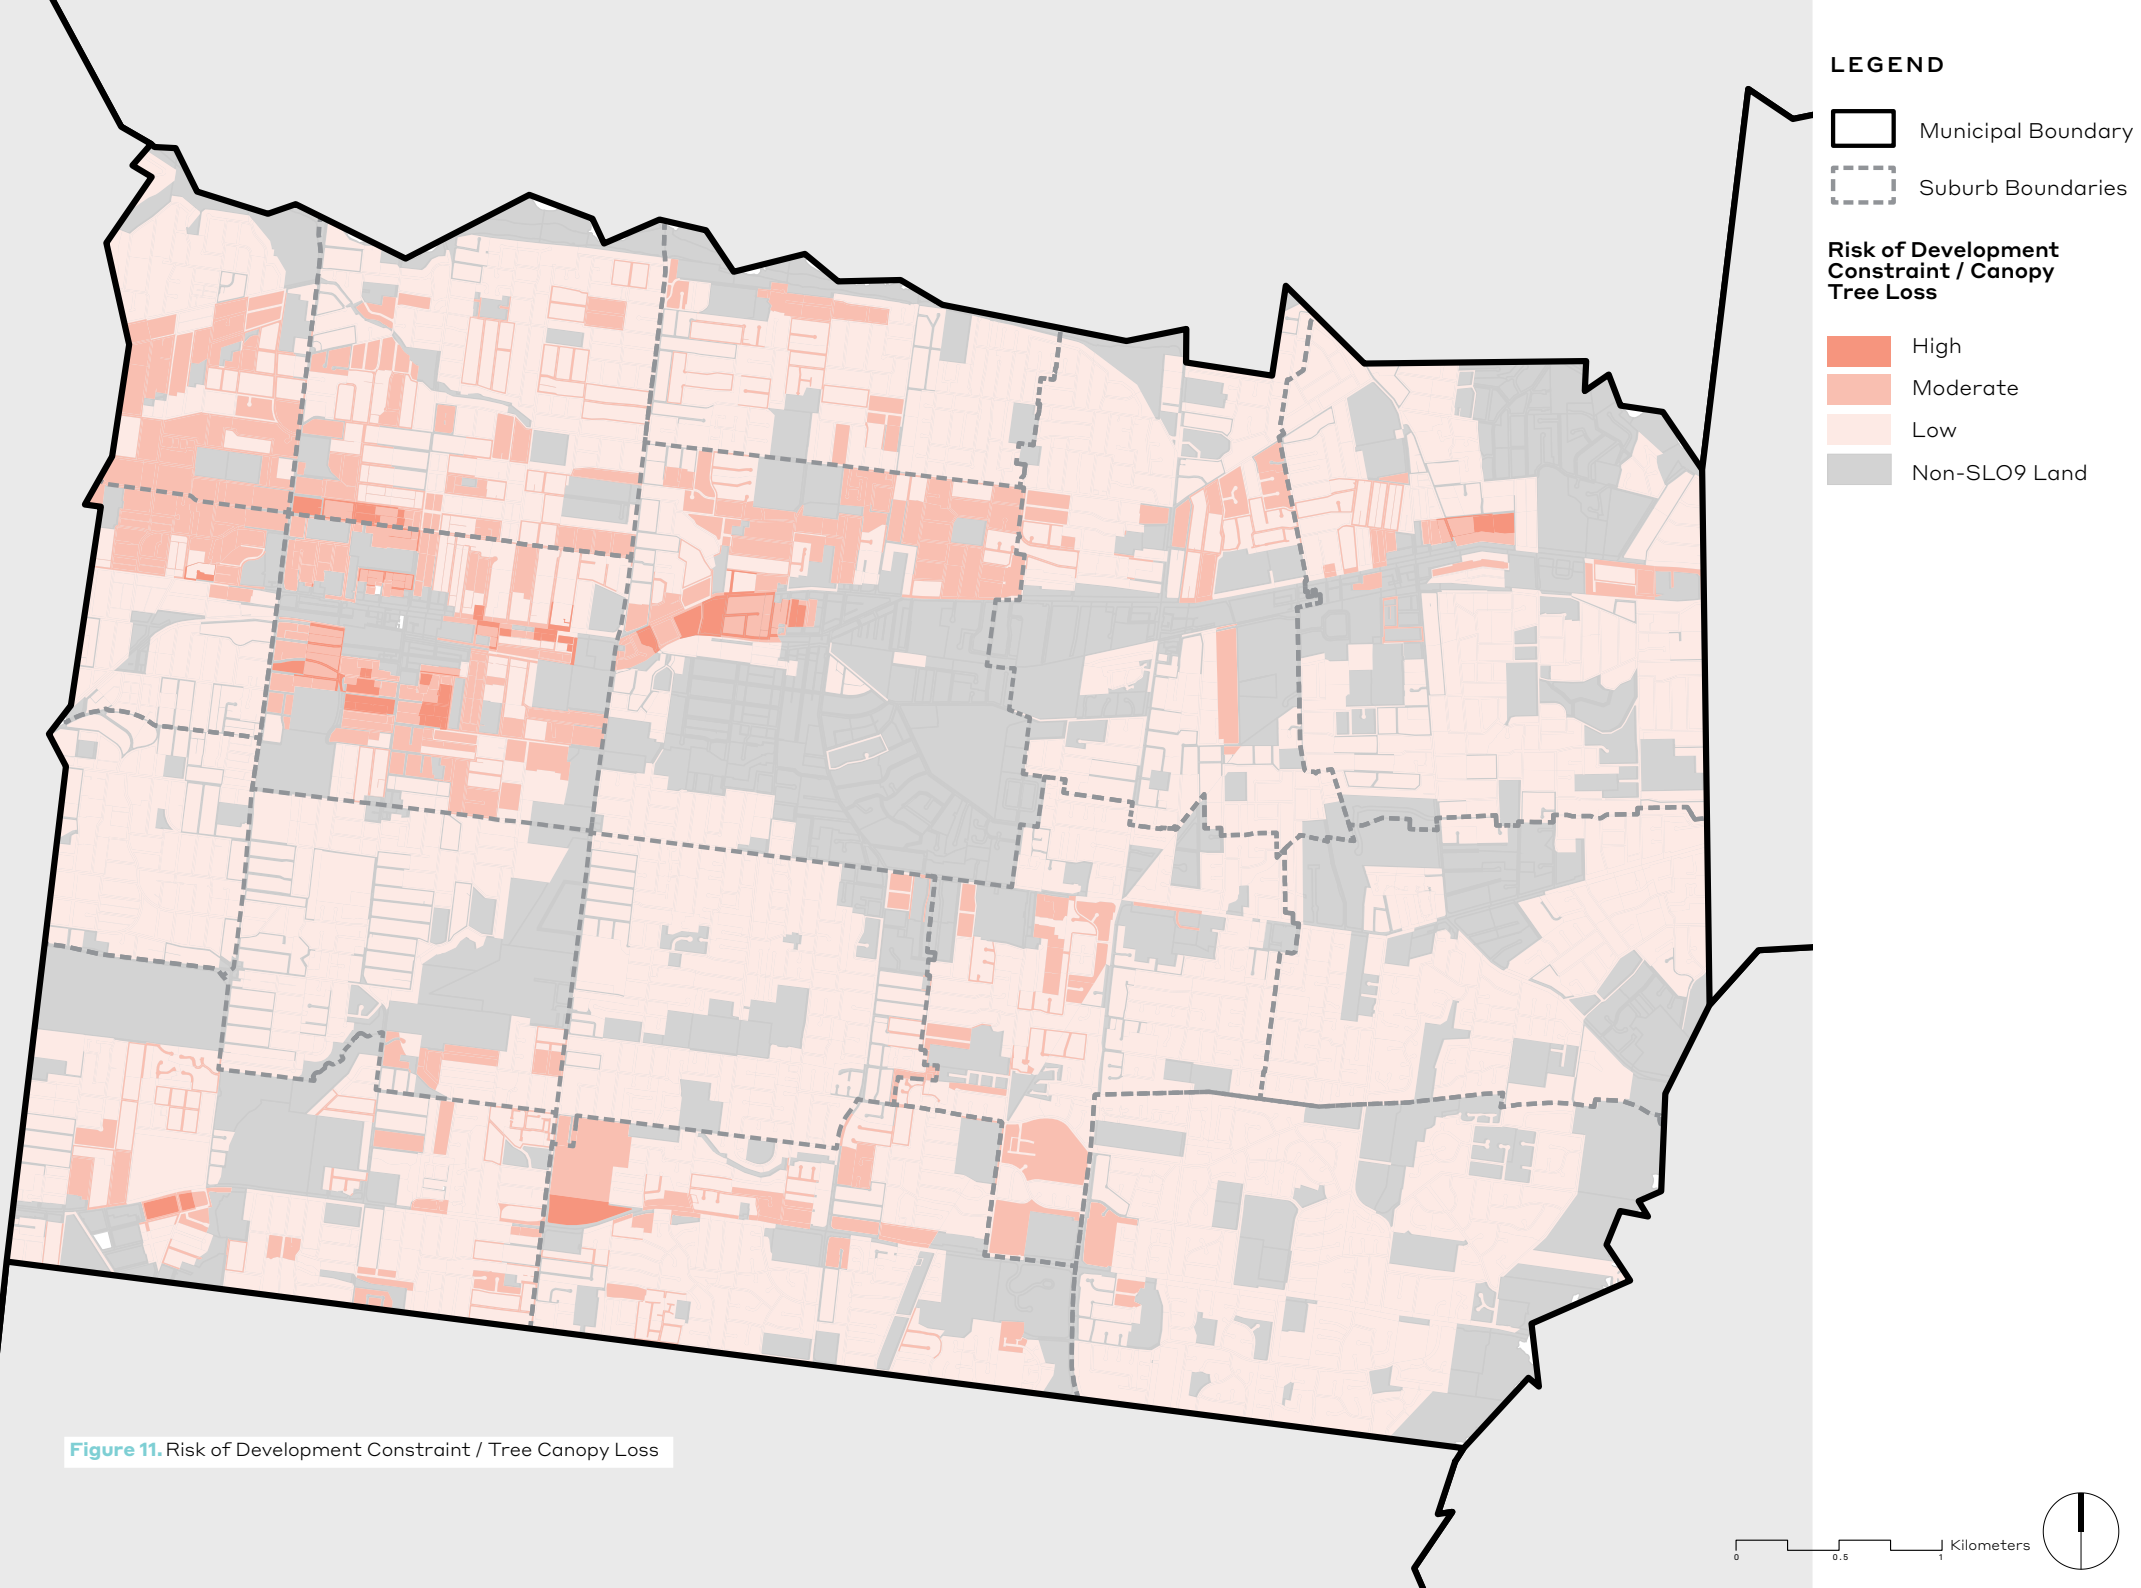 LEGEND
Municipal Boundary
Suburb Boundaries
Risk of Development
Constraint / Canopy
Tree Loss
High
Moderate
Low
Non-SLO9 Land
Figure 11. Risk of Development Constraint / Tree Canopy Loss
Kilometers
0 0.5 1